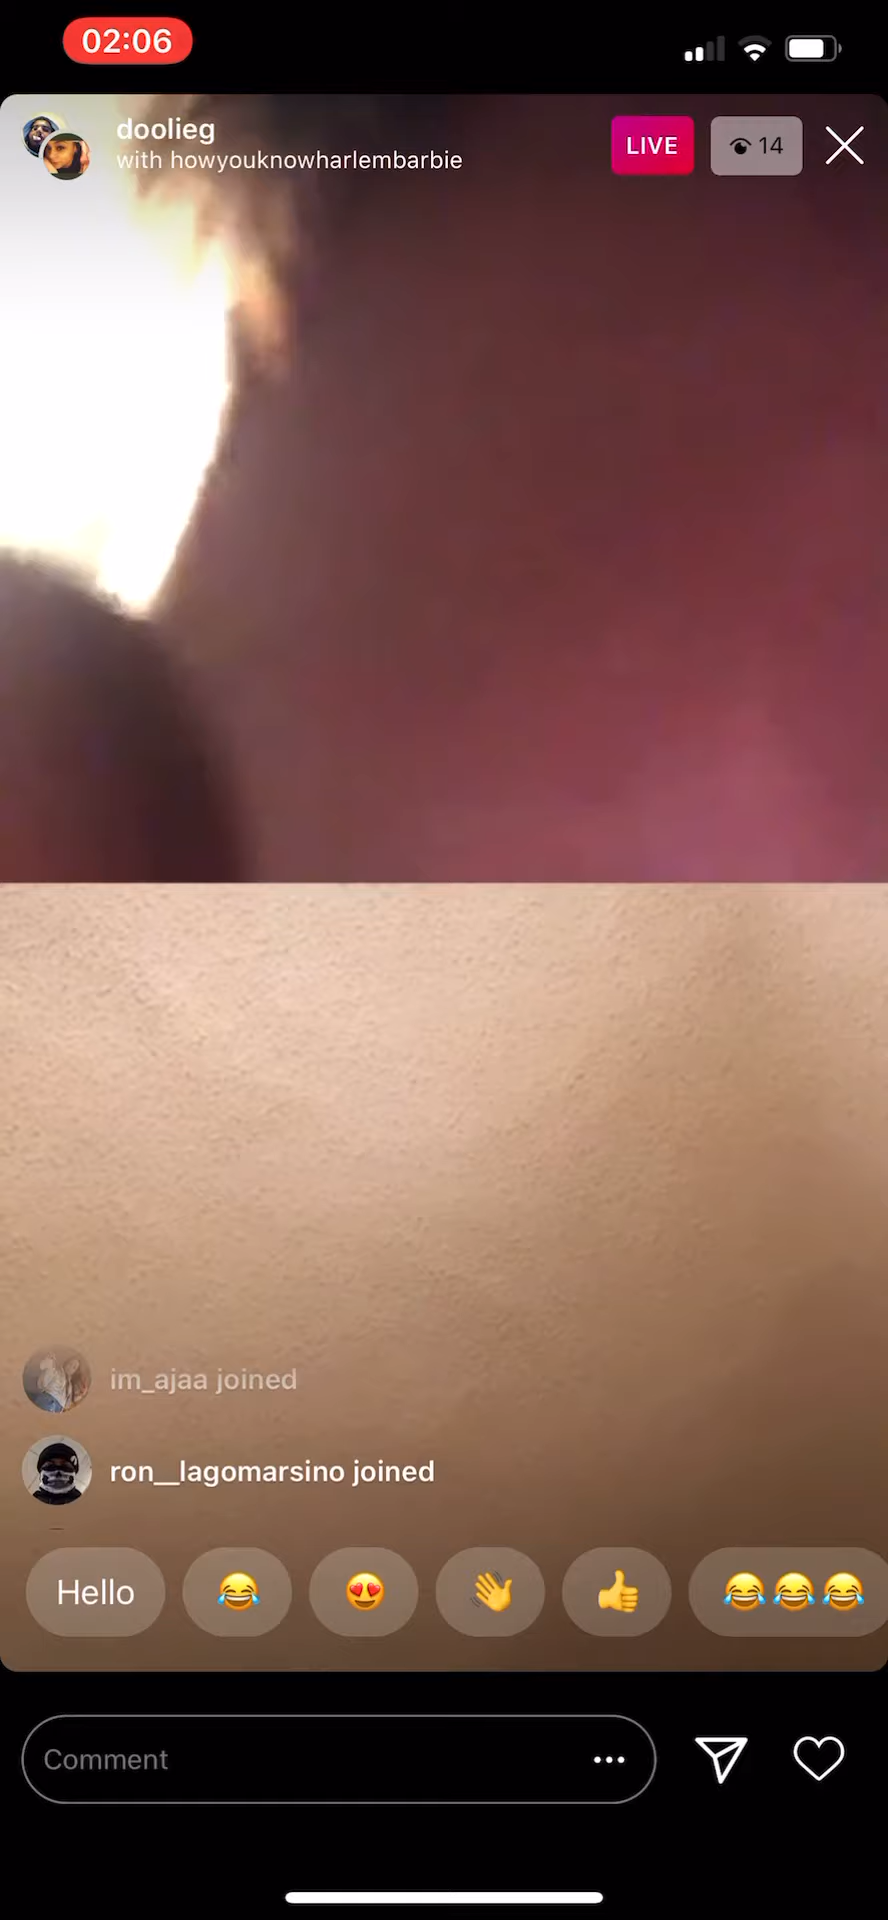 02:06
doolieg
with howyouknowharlembarbie
LIVE
14
im_ajaa joined
ron__lagomarsino joined
Hello
Comment